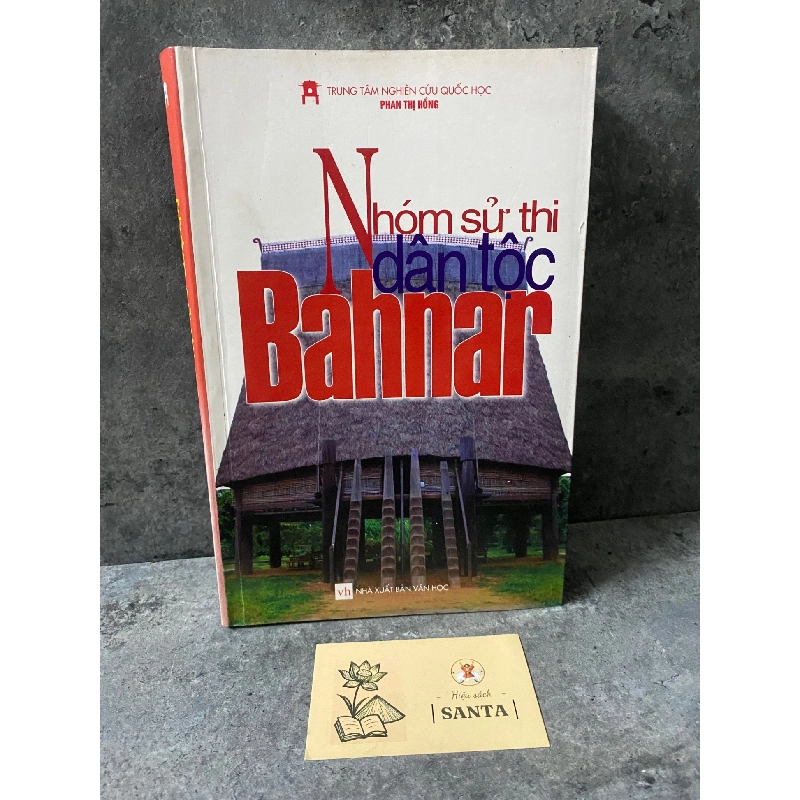 TRUNG TÂM NGHIÊN CỨU QUỐC HỌC
PHAN THỊ HỒNG
Nhóm sử thi
dân tộc
Bahnar
vh NHÀ XUẤT BẢN VĂN HỌC
Hiệu sách
SANTA